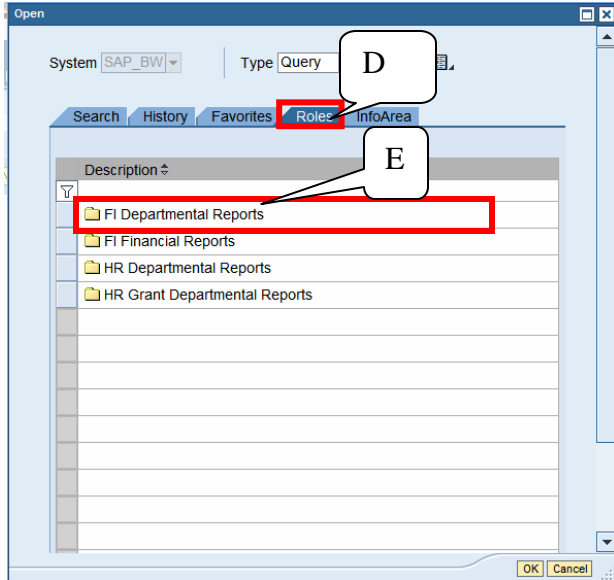 Open
System SAP_BW Type Query D
Search History Favorites Roles InfoArea
E
Description
FI Departmental Reports
FI Financial Reports
HR Departmental Reports
HR Grant Departmental Reports
OK Cancel